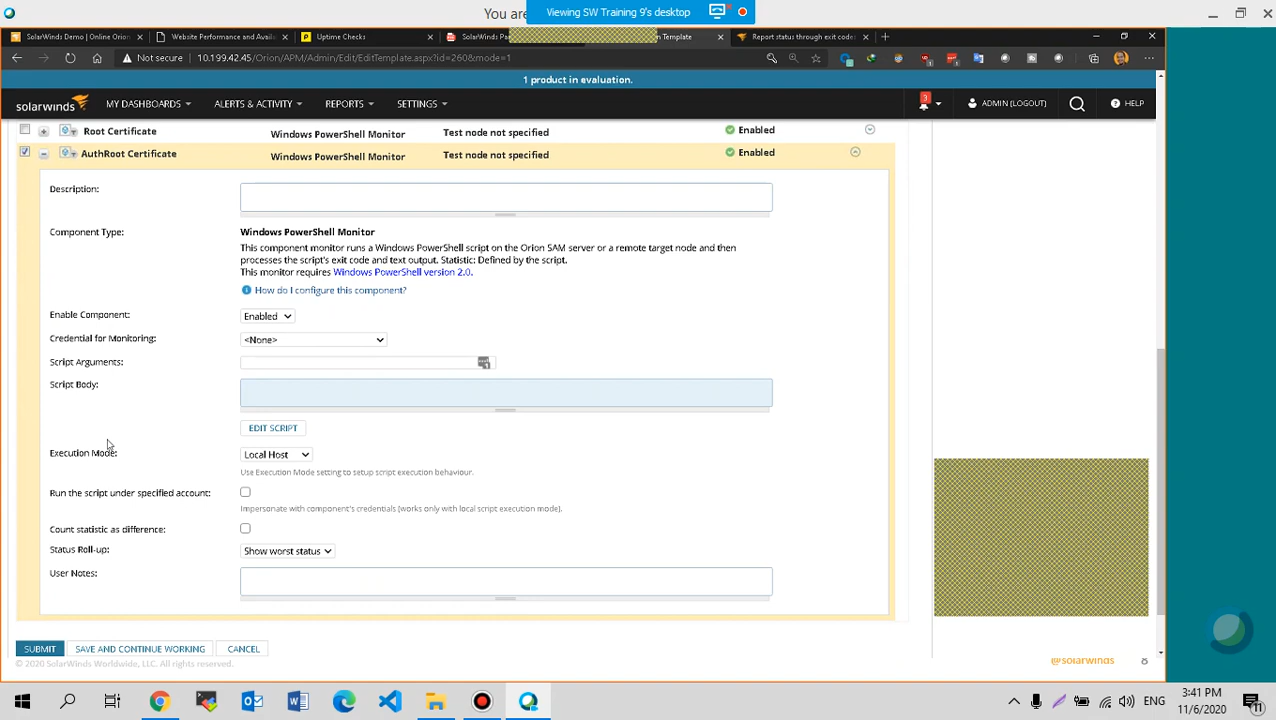 You are
Viewing SW Training 9's desktop
SolarWinds Demo | Online Orion
Website Performance and Availa
Uptime Checks
SolarWinds Pa
n Template
Report status through exit codes
Not secure
10.199.42.45/Orion/APM/Admin/Edit/EditTemplate.aspx?id=260&mode=1
1 product in evaluation.
solarwinds
MY DASHBOARDS
ALERTS & ACTIVITY
REPORTS
SETTINGS
3
ADMIN (LOGOUT)
HELP
Root Certificate
Windows PowerShell Monitor
Test node not specified
Enabled
AuthRoot Certificate
Windows PowerShell Monitor
Test node not specified
Enabled
Description:
Component Type:
Windows PowerShell Monitor
This component monitor runs a Windows PowerShell script on the Orion SAM server or a remote target node and then
processes the script's exit code and text output. Statistic: Defined by the script.
This monitor requires Windows PowerShell version 2.0.
How do I configure this component?
Enable Component:
Enabled
Credential for Monitoring:
<None>
Script Arguments:
Script Body:
EDIT SCRIPT
Execution Mode:
Local Host
Use Execution Mode setting to setup script execution behaviour.
Run the script under specified account:
Impersonate with component's credentials (works only with local script execution mode).
Count statistic as difference:
Status Roll-up:
Show worst status
User Notes:
SUBMIT
SAVE AND CONTINUE WORKING
CANCEL
© 2020 SolarWinds Worldwide, LLC. All rights reserved.
@solarwinds
ENG
3:41 PM
11/6/2020